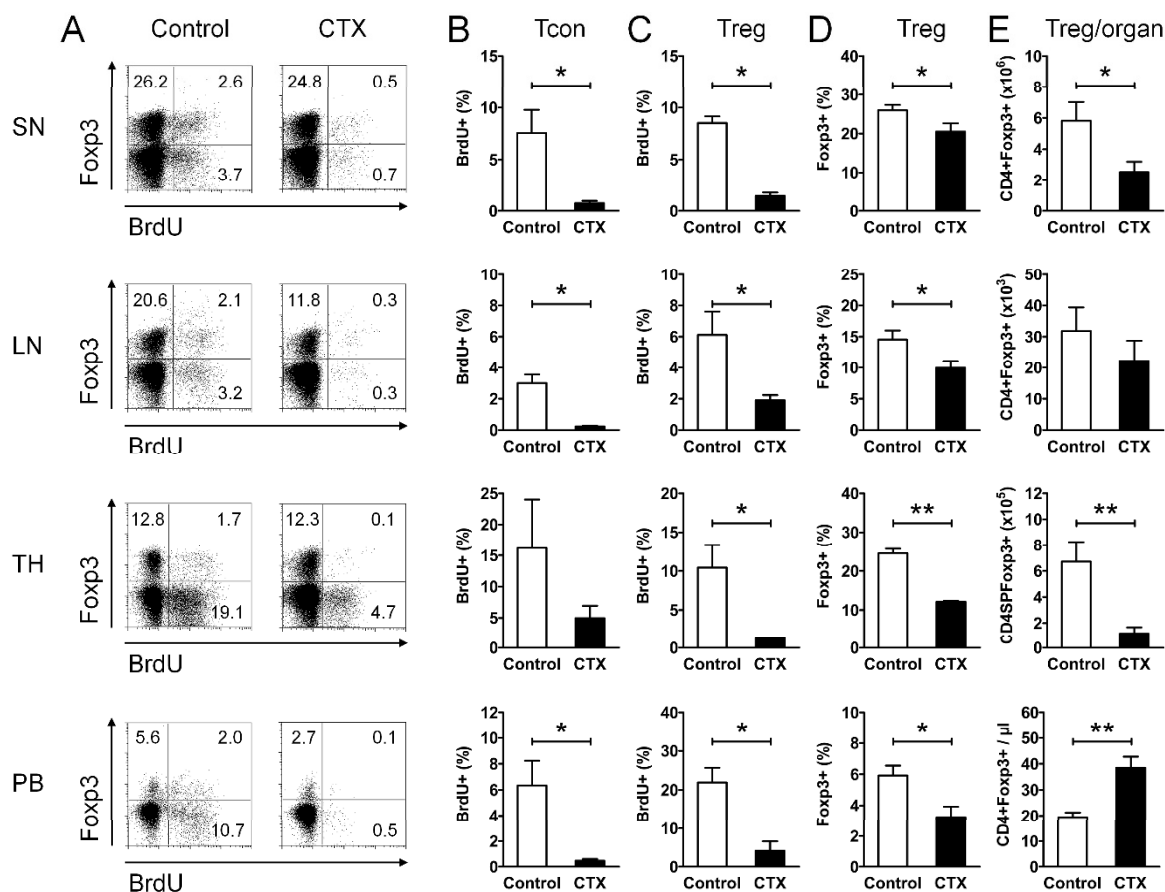 A Control CTX B Tcon C Treg D Treg E Treg/organ
SN
Foxp3
26.2 2.6
3.7
24.8 0.5
0.7
BrdU
BrdU+ (%)
15
10
5
0
*
Control CTX
BrdU+ (%)
15
10
5
0
*
Control CTX
Foxp3+ (%)
40
30
20
10
0
*
Control CTX
CD4+Foxp3+ (x10⁶)
8
6
4
2
0
*
Control CTX
LN
Foxp3
20.6 2.1
3.2
11.8 0.3
0.3
BrdU
BrdU+ (%)
6
4
2
0
*
Control CTX
BrdU+ (%)
8
6
4
2
0
*
Control CTX
Foxp3+ (%)
25
20
15
10
5
0
*
Control CTX
CD4+Foxp3+ (x10³)
50
40
30
20
10
0
Control CTX
TH
Foxp3
12.8 1.7
19.1
12.3 0.1
4.7
BrdU
BrdU+ (%)
25
20
15
10
5
0
Control CTX
BrdU+ (%)
20
15
10
5
0
*
Control CTX
Foxp3+ (%)
40
30
20
10
0
**
Control CTX
CD4SPFoxp3+ (x10⁵)
12
8
6
4
2
0
**
Control CTX
PB
Foxp3
5.6 2.0
10.7
2.7 0.1
0.5
BrdU
BrdU+ (%)
12
10
8
6
4
2
0
*
Control CTX
BrdU+ (%)
40
30
20
10
0
*
Control CTX
Foxp3+ (%)
10
8
6
4
2
0
*
Control CTX
CD4+Foxp3+ / µl
60
50
40
30
20
10
0
**
Control CTX